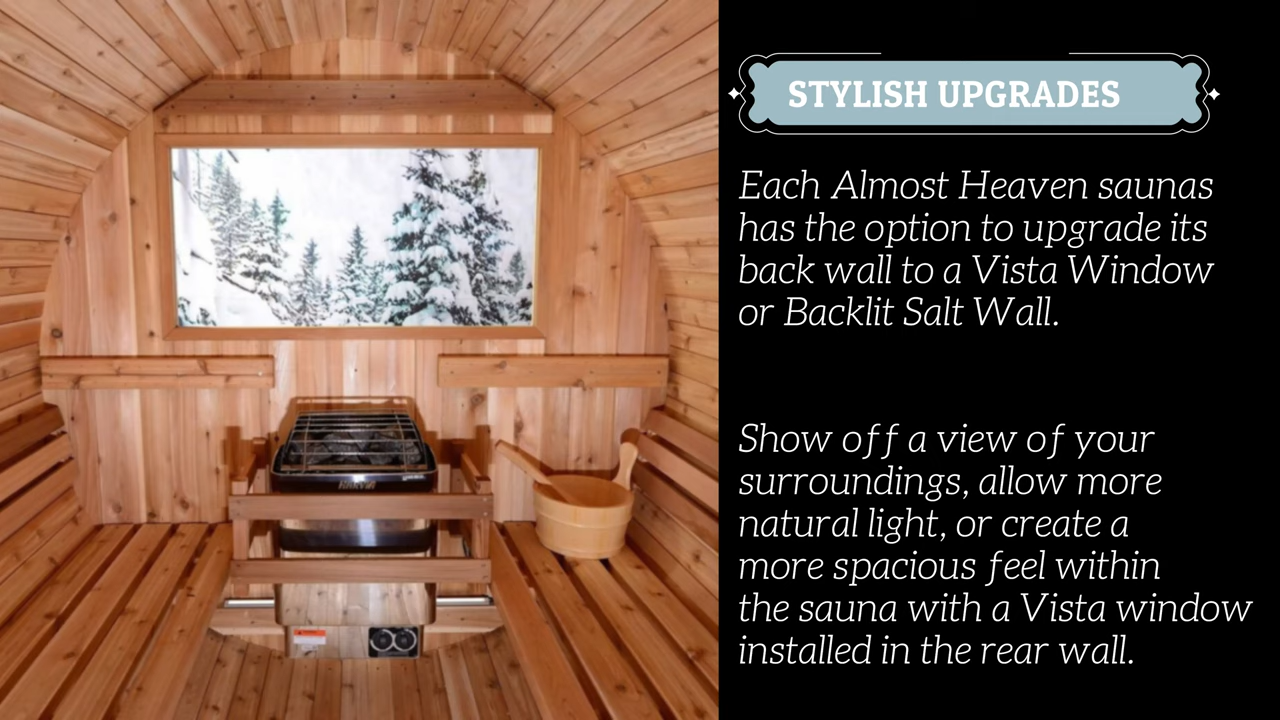 STYLISH UPGRADES
Each Almost Heaven saunas
has the option to upgrade its
back wall to a Vista Window
or Backlit Salt Wall.
Show off a view of your
surroundings, allow more
natural light, or create a
more spacious feel within
the sauna with a Vista window
installed in the rear wall.
HARVIA